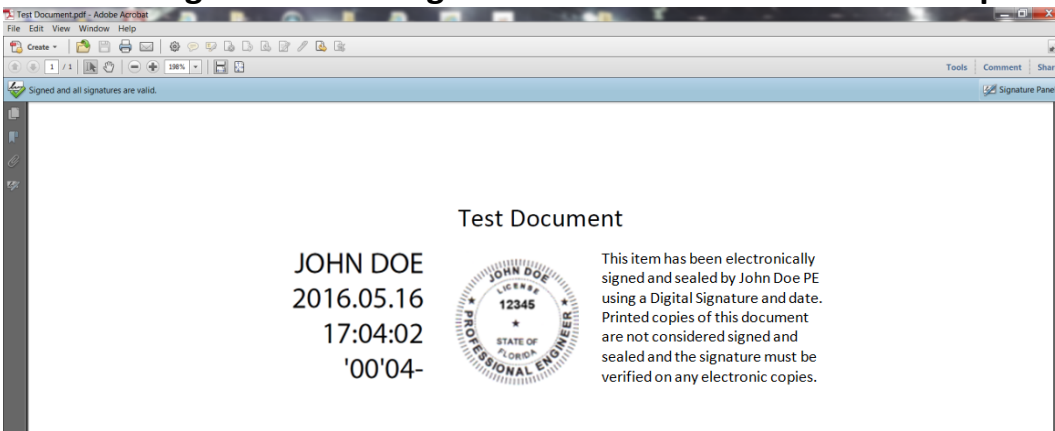 Test Document.pdf - Adobe Acrobat
File Edit View Window Help
Create
1 / 1
198%
Tools Comment Shar
Signed and all signatures are valid.
Signature Pane
Test Document
JOHN DOE
2016.05.16
17:04:02
'00'04-
JOHN DOE
LICENSE
12345
STATE OF
FLORIDA
PROFESSIONAL ENGINEER
This item has been electronically
signed and sealed by John Doe PE
using a Digital Signature and date.
Printed copies of this document
are not considered signed and
sealed and the signature must be
verified on any electronic copies.